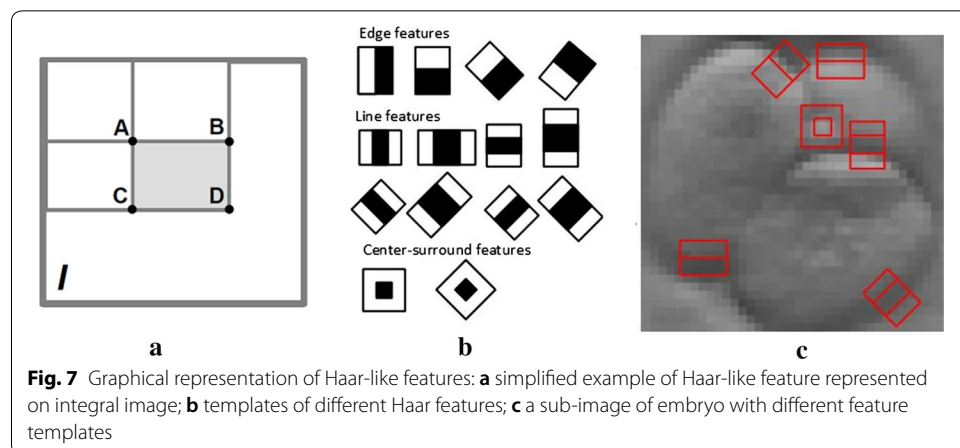 A
B
C
D
I
a
Edge features
Line features
Center-surround features
b
c
Fig. 7 Graphical representation of Haar-like features: a simplified example of Haar-like feature represented
on integral image; b templates of different Haar features; c a sub-image of embryo with different feature
templates